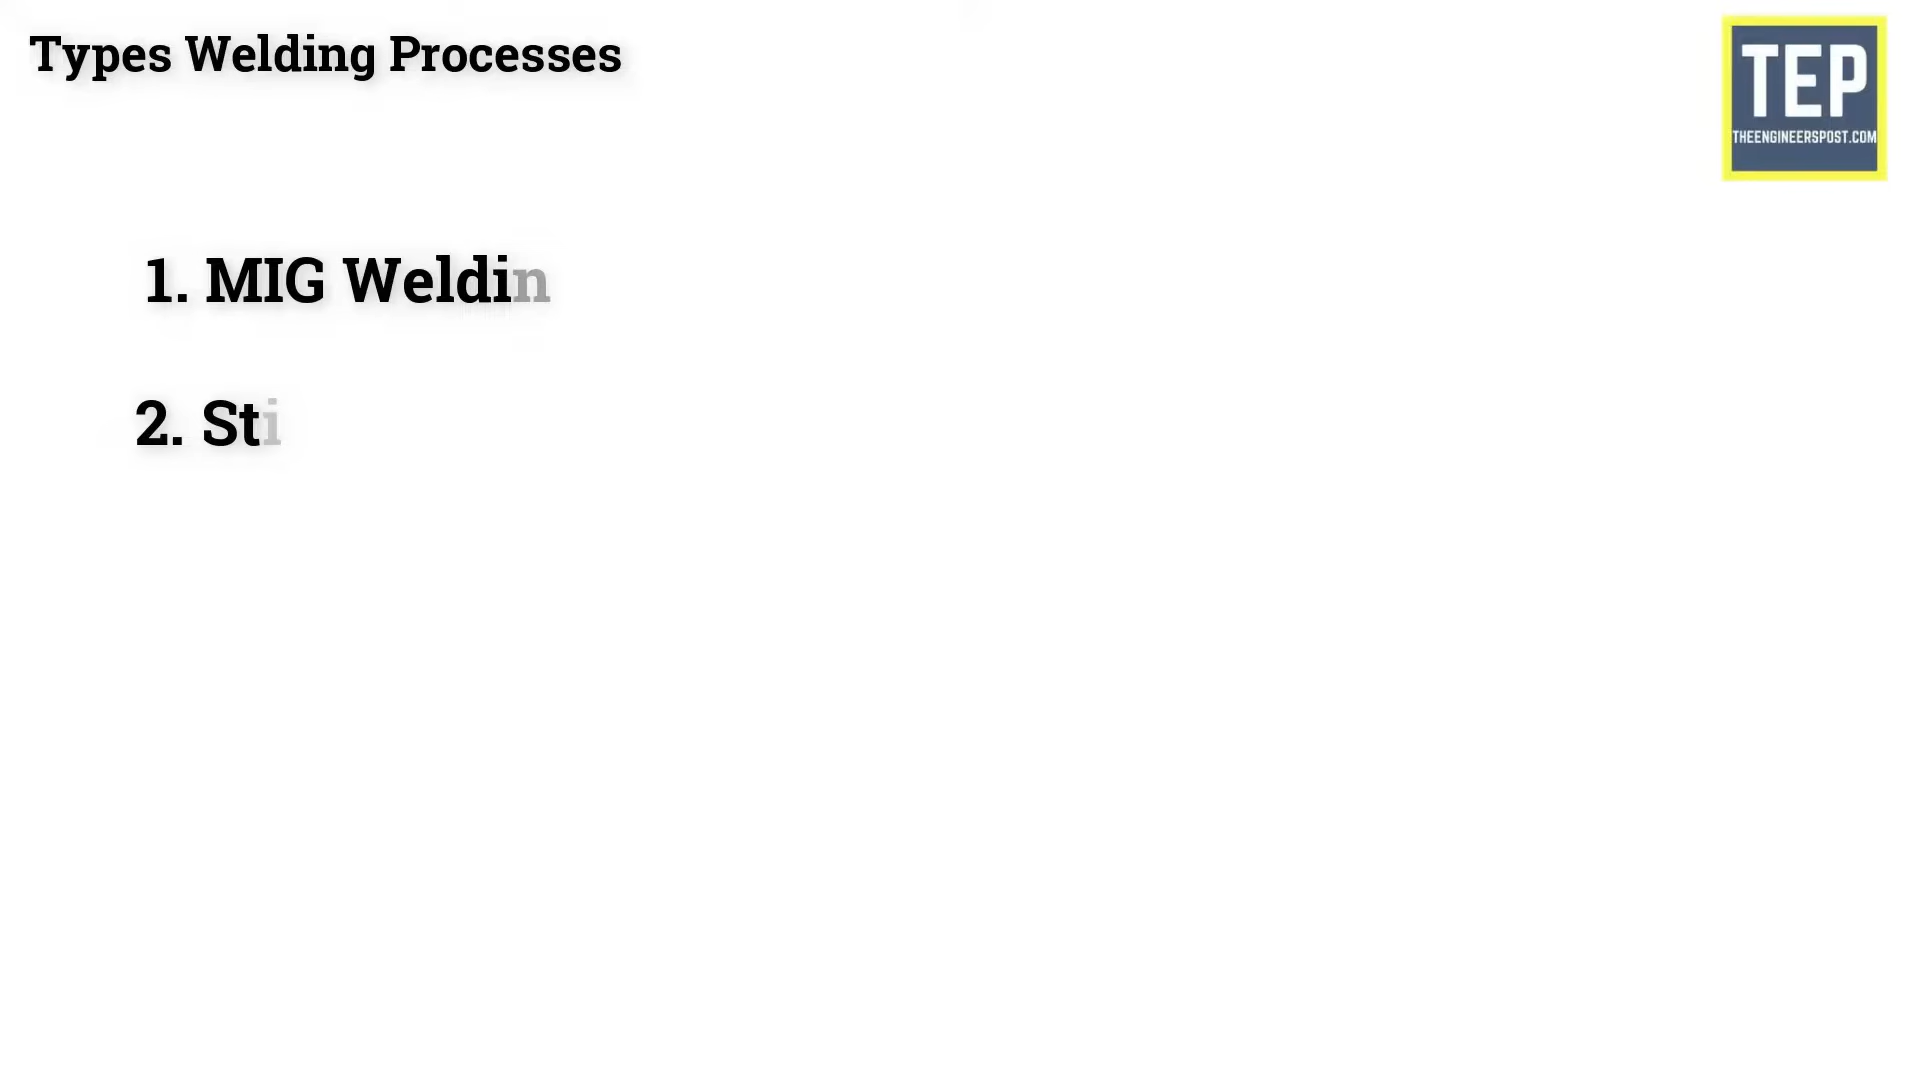 Types Welding Processes
TEP
THEENGINEERSPOST.COM
1. MIG Weldin
2. Sti